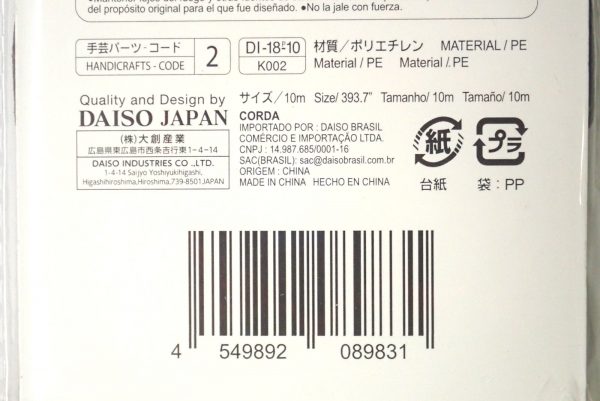 del propósito original para el que fue diseñado. ●No la jale con fuerza.
手芸パーツ・コード
HANDICRAFTS・CODE
2
K002
材質／ポリエチレン MATERIAL/PE
Material/PE Material/PE
Quality and Design by
DAISO JAPAN
(株)大創産業
広島県東広島市西条吉行東1-4-14
DAISO INDUSTRIES CO .,LTD.
1-4-14 Saijyo Yoshiyukihigashi,
Higashihiroshima,Hiroshima,739-8501JAPAN
サイズ／10m Size/ 393.7" Tamanho/ 10m Tamaño/ 10m
CORDA
IMPORTADO POR : DAISO BRASIL
COMÉRCIO E IMPORTAÇÃO LTDA.
CNPJ : 14.987.685/0001-16
SAC(BRASIL): sac@daisobrasil.com.br
ORIGEM : CHINA
MADE IN CHINA HECHO EN CHINA
紙
台紙
プラ
袋：PP
4 549892 089831